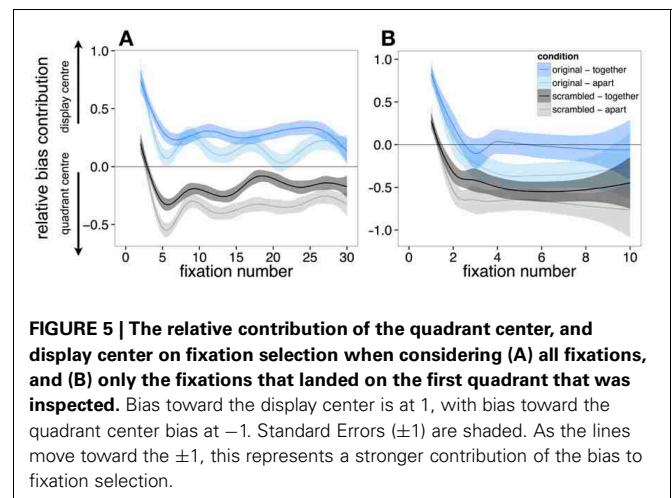 A
B
relative bias contribution
display centre
quadrant centre
1.0
0.5
0.0
−0.5
0
5
10
15
20
25
30
fixation number
condition
original – together
original – apart
scrambled – together
scrambled – apart
1.0
0.5
0.0
-0.5
-1.0
0
2
4
6
8
10
fixation number
FIGURE 5 | The relative contribution of the quadrant center, and
display center on fixation selection when considering (A) all fixations,
and (B) only the fixations that landed on the first quadrant that was
inspected. Bias toward the display center is at 1, with bias toward the
quadrant center bias at −1. Standard Errors (±1) are shaded. As the lines
move toward the ±1, this represents a stronger contribution of the bias to
fixation selection.